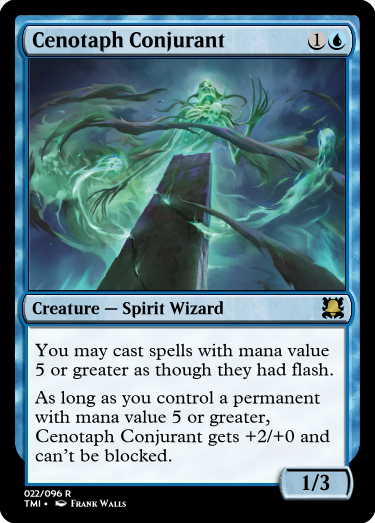 Cenotaph Conjurant 1
Creature — Spirit Wizard
You may cast spells with mana value
5 or greater as though they had flash.
As long as you control a permanent
with mana value 5 or greater,
Cenotaph Conjurant gets +2/+0 and
can't be blocked.
1/3
022/096 R
TMI • Frank Walls